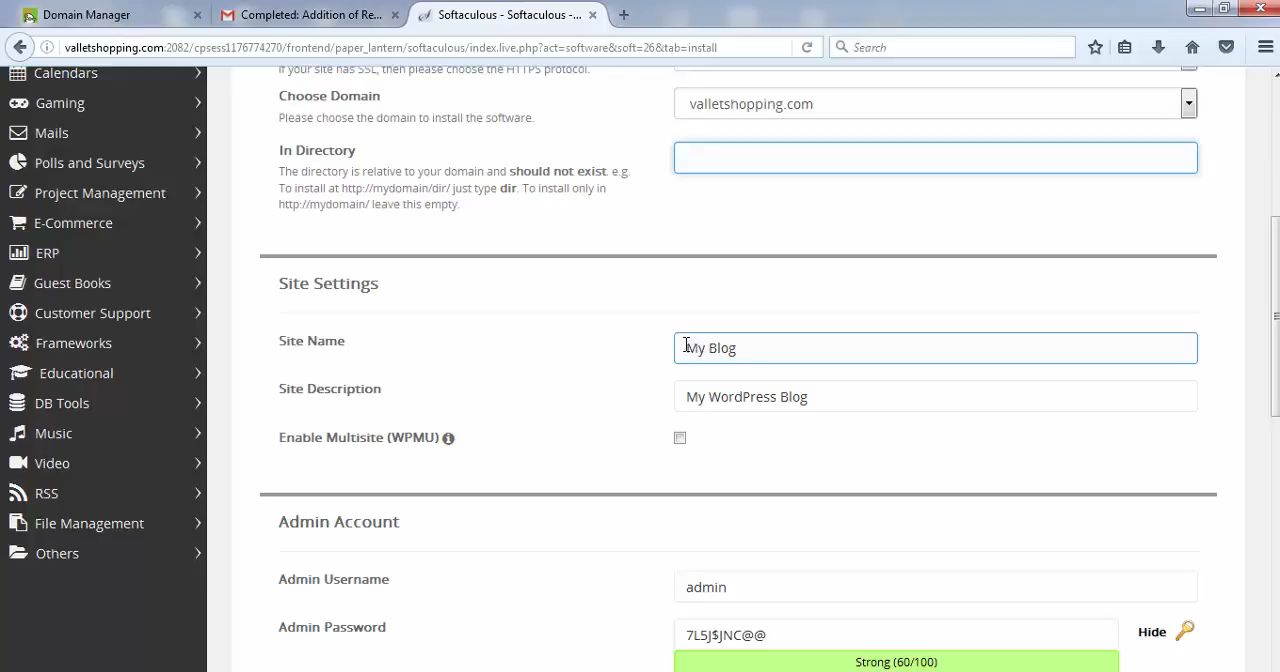 Domain Manager
Completed: Addition of Re...
Softaculous - Softaculous -...
valletshopping.com:2082/cpsess1176774270/frontend/paper_lantern/softaculous/index.live.php?act=software&soft=26&tab=install
Search
Calendars
Gaming
Mails
Polls and Surveys
Project Management
E-Commerce
ERP
Guest Books
Customer Support
Frameworks
Educational
DB Tools
Music
Video
RSS
File Management
Others
If your site has SSL, then please choose the HTTPS protocol.
Choose Domain
Please choose the domain to install the software.
valletshopping.com
In Directory
The directory is relative to your domain and should not exist. e.g.
To install at http://mydomain/dir/ just type dir. To install only in
http://mydomain/ leave this empty.
Site Settings
Site Name
My Blog
Site Description
My WordPress Blog
Enable Multisite (WPMU)
Admin Account
Admin Username
admin
Admin Password
7L5J$JNC@@
Hide
Strong (60/100)